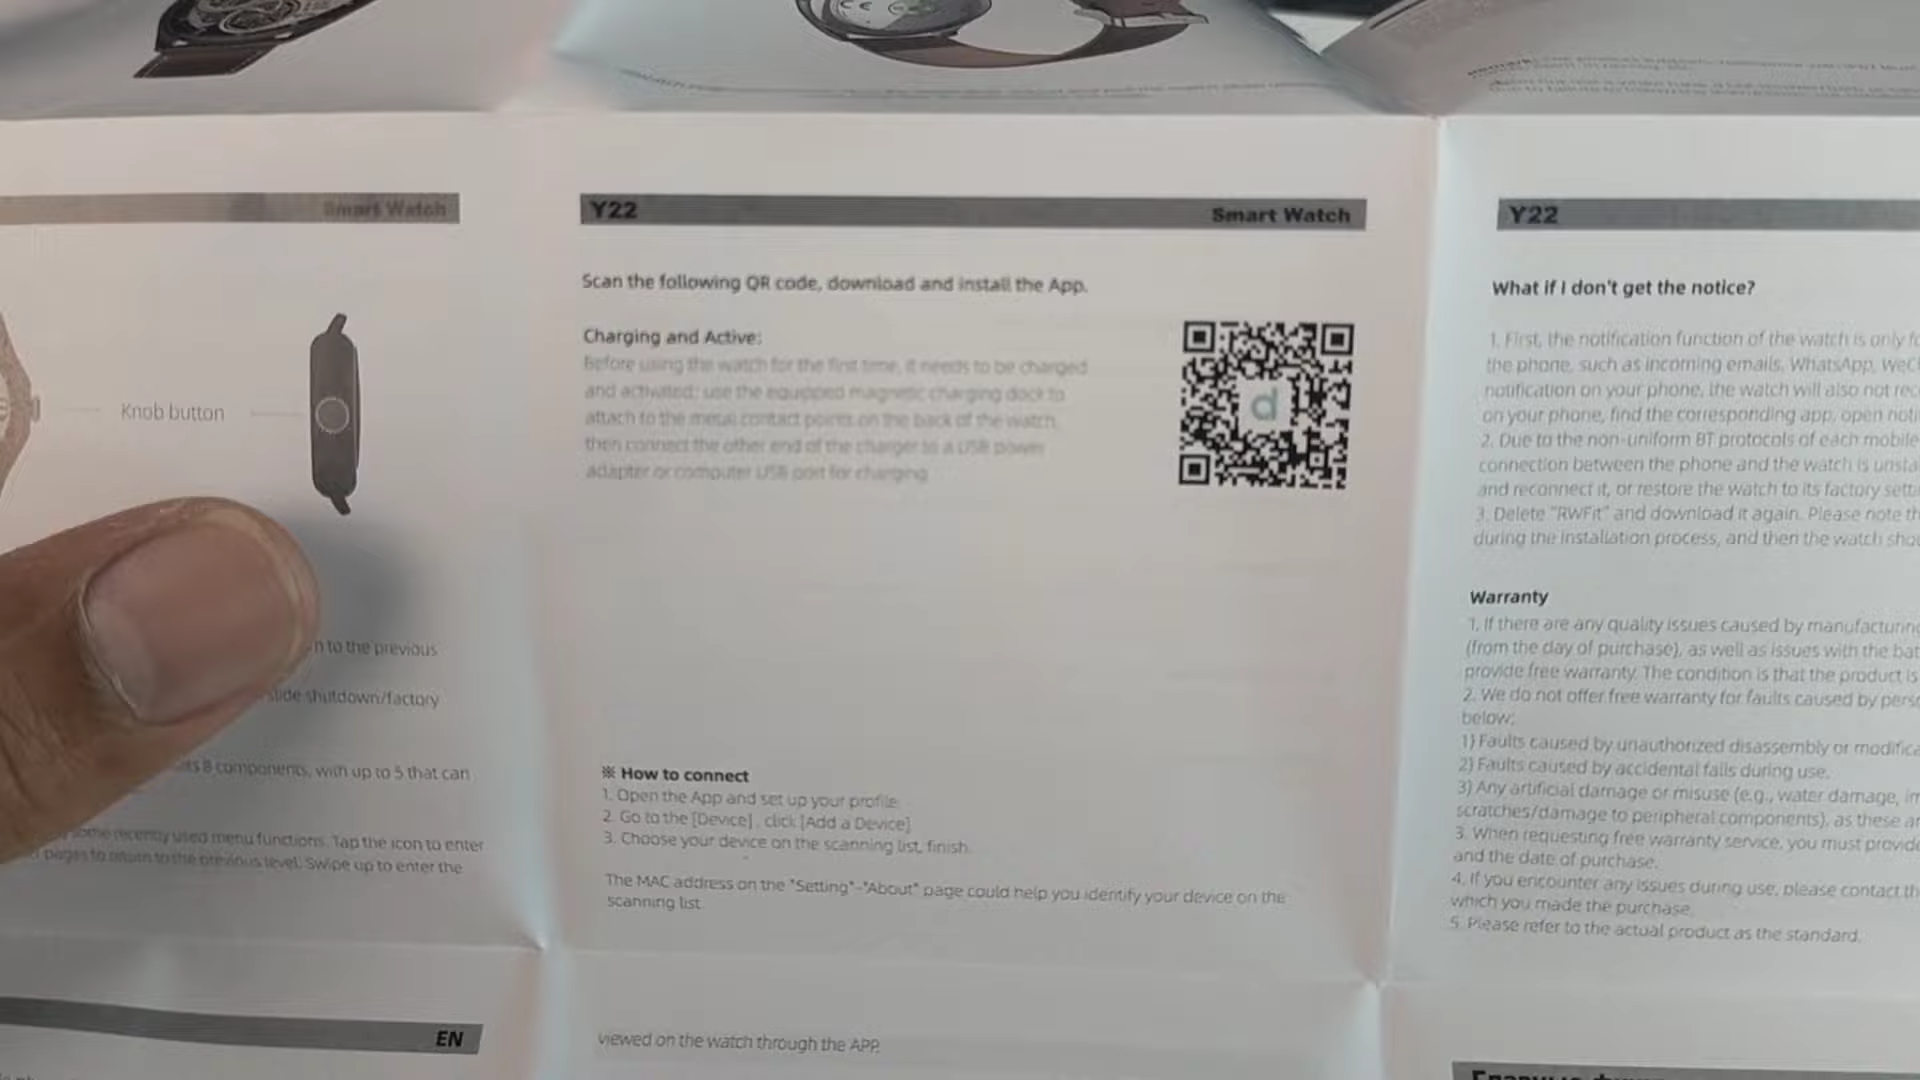 Smart Watch
Knob button
n to the previous
slide shutdown/factory
8 components, with up to 5 that can
some recently used menu functions. Tap the icon to enter
pages to return to the previous level. Swipe up to enter the
EN
Y22
Smart Watch
Scan the following QR code, download and install the App.
Charging and Active:
Before using the watch for the first time, it needs to be charged
and activated; use the equipped magnetic charging dock to
attach to the metal contact points on the back of the watch,
then connect the other end of the charger to a USB power
adapter or computer USB port for charging
d
※ How to connect
1. Open the App and set up your profile
2. Go to the [Device] , click [Add a Device]
3. Choose your device on the scanning list, finish.
The MAC address on the "Setting"-"About" page could help you identify your device on the
scanning list.
viewed on the watch through the APP.
Y22
What if I don't get the notice?
1. First, the notification function of the watch is only fo
the phone, such as incoming emails, WhatsApp, WeC
notification on your phone, the watch will also not rec
on your phone, find the corresponding app, open noti
2. Due to the non-uniform BT protocols of each mobile
connection between the phone and the watch is unsta
and reconnect it, or restore the watch to its factory setti
3. Delete "RWFit" and download it again. Please note th
during the installation process, and then the watch shou
Warranty
1. If there are any quality issues caused by manufacturing
(from the day of purchase), as well as issues with the bat
provide free warranty. The condition is that the product is
2. We do not offer free warranty for faults caused by pers
below:
1) Faults caused by unauthorized disassembly or modifica
2) Faults caused by accidental falls during use.
3) Any artificial damage or misuse (e.g., water damage, im
scratches/damage to peripheral components), as these ar
3. When requesting free warranty service, you must provide
and the date of purchase.
4. If you encounter any issues during use, please contact th
which you made the purchase.
5. Please refer to the actual product as the standard.